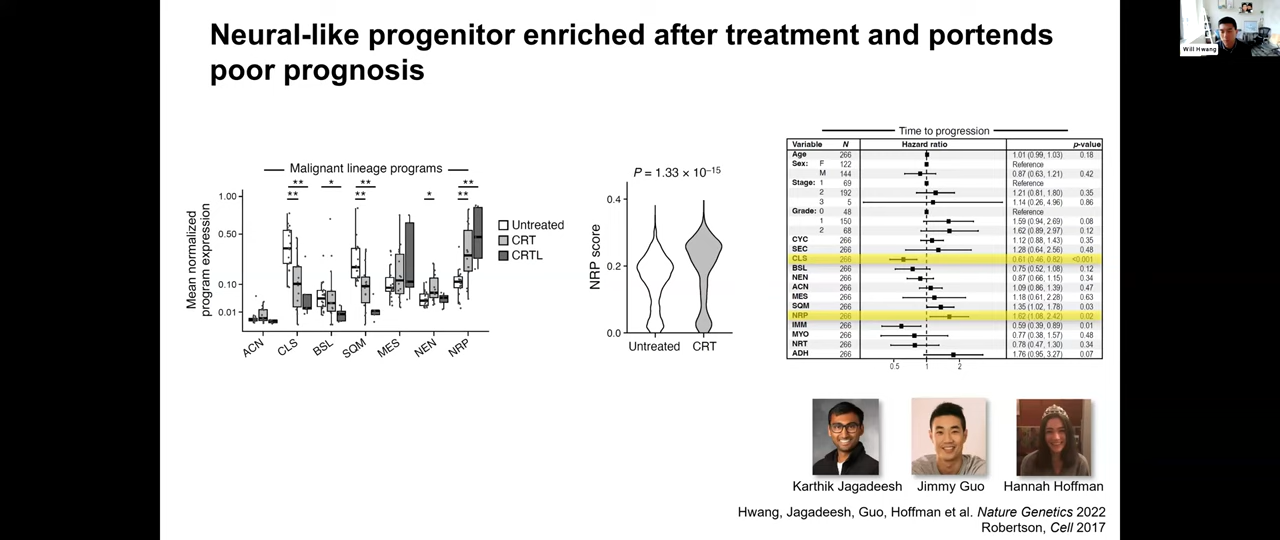 Neural-like progenitor enriched after treatment and portends
poor prognosis
Will Hwang
Malignant lineage programs
** * ** * **
** ** **
Mean normalized
program expression
1.00
0.50
0.10
0.01
ACN CLS BSL SQM MES NEN NRP
Untreated
CRT
CRTL
P = 1.33 × 10⁻¹⁵
NRP score
0.4
0.2
0.0
Untreated CRT
Time to progression
Variable N Hazard ratio p-value
Age 266 1.01 (0.99, 1.03) 0.18
Sex: F 122 Reference
M 144 0.87 (0.63, 1.21) 0.42
Stage: 1 69 Reference
2 192 1.21 (0.81, 1.80) 0.35
3 5 1.14 (0.26, 4.96) 0.86
Grade: 0 48 Reference
1 150 1.59 (0.94, 2.69) 0.08
2 68 1.62 (0.89, 2.97) 0.12
CYC 266 1.12 (0.88, 1.43) 0.35
SEC 266 1.28 (0.64, 2.56) 0.48
CLS 266 0.61 (0.46, 0.82) <0.001
BSL 266 0.75 (0.52, 1.08) 0.12
NEN 266 0.87 (0.66, 1.15) 0.34
ACN 266 1.09 (0.86, 1.39) 0.47
MES 266 1.18 (0.61, 2.28) 0.63
SQM 266 1.35 (1.02, 1.78) 0.03
NRP 266 1.62 (1.08, 2.42) 0.02
IMM 266 0.59 (0.39, 0.89) 0.01
MYO 266 0.77 (0.38, 1.57) 0.48
NRT 266 0.78 (0.47, 1.30) 0.34
ADH 266 1.76 (0.95, 3.27) 0.07
0.5 1 2
Karthik Jagadeesh Jimmy Guo Hannah Hoffman
Hwang, Jagadeesh, Guo, Hoffman et al. Nature Genetics 2022
Robertson, Cell 2017